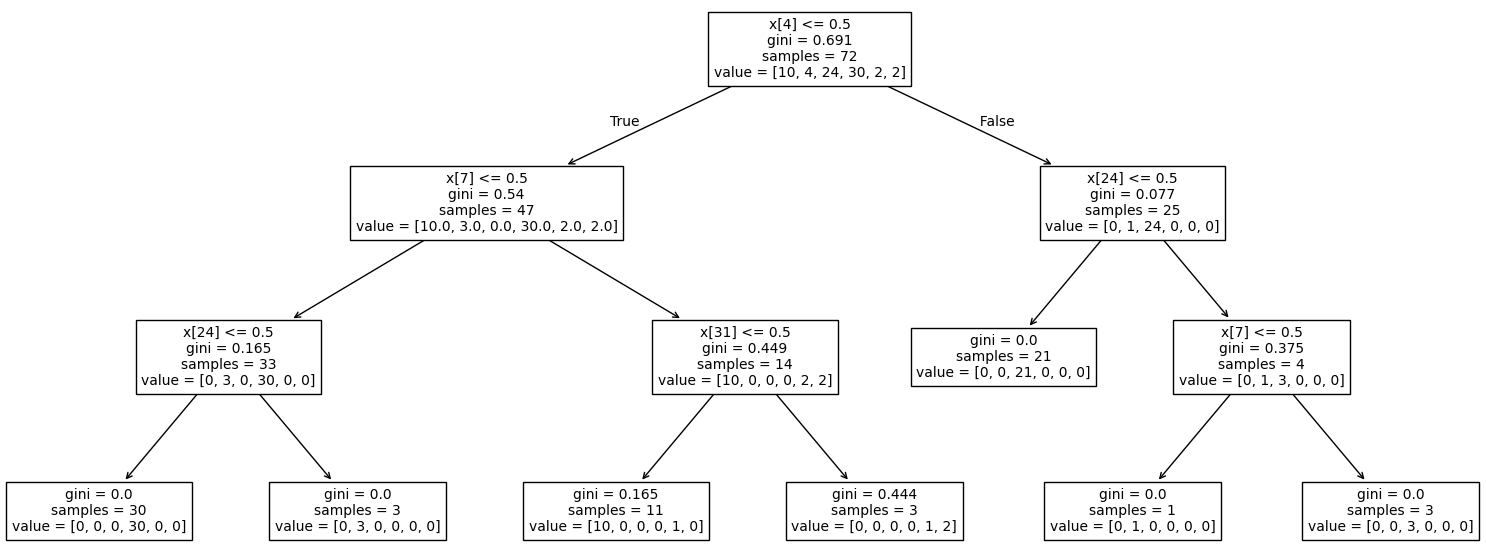 x[4] <= 0.5
gini = 0.691
samples = 72
value = [10, 4, 24, 30, 2, 2]
True
False
x[7] <= 0.5
gini = 0.54
samples = 47
value = [10.0, 3.0, 0.0, 30.0, 2.0, 2.0]
x[24] <= 0.5
gini = 0.077
samples = 25
value = [0, 1, 24, 0, 0, 0]
x[24] <= 0.5
gini = 0.165
samples = 33
value = [0, 3, 0, 30, 0, 0]
x[31] <= 0.5
gini = 0.449
samples = 14
value = [10, 0, 0, 0, 2, 2]
gini = 0.0
samples = 21
value = [0, 0, 21, 0, 0, 0]
x[7] <= 0.5
gini = 0.375
samples = 4
value = [0, 1, 3, 0, 0, 0]
gini = 0.0
samples = 30
value = [0, 0, 0, 30, 0, 0]
gini = 0.0
samples = 3
value = [0, 3, 0, 0, 0, 0]
gini = 0.165
samples = 11
value = [10, 0, 0, 0, 1, 0]
gini = 0.444
samples = 3
value = [0, 0, 0, 0, 1, 2]
gini = 0.0
samples = 1
value = [0, 1, 0, 0, 0, 0]
gini = 0.0
samples = 3
value = [0, 0, 3, 0, 0, 0]